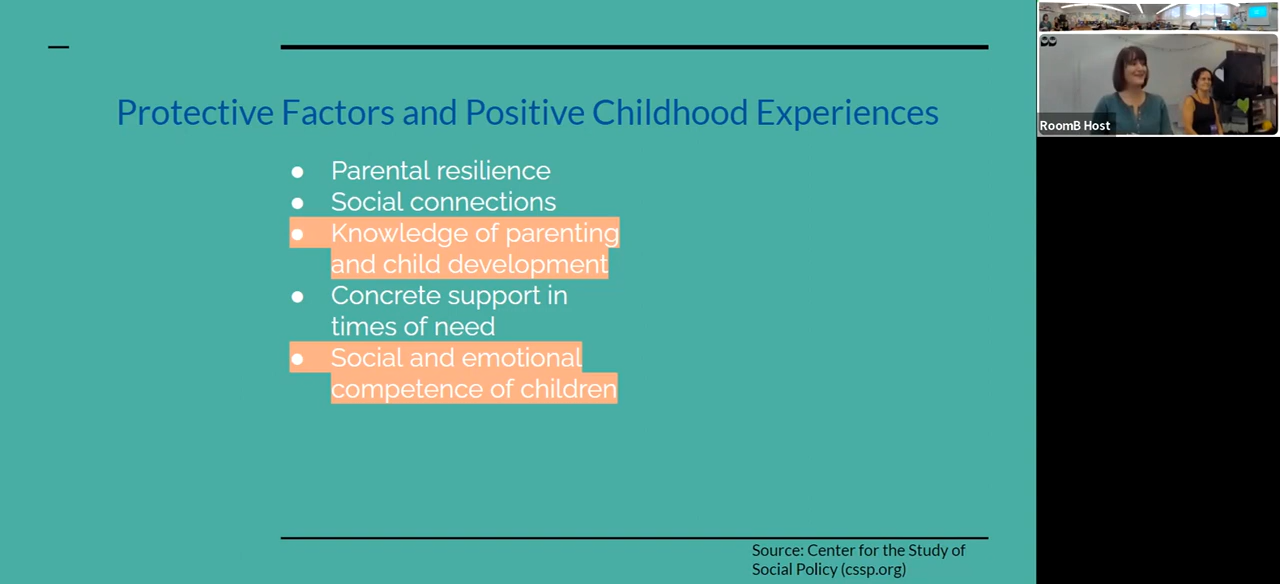 Protective Factors and Positive Childhood Experiences
● Parental resilience
● Social connections
● Knowledge of parenting
and child development
● Concrete support in
times of need
● Social and emotional
competence of children
Source: Center for the Study of
Social Policy (cssp.org)
RoomB Host